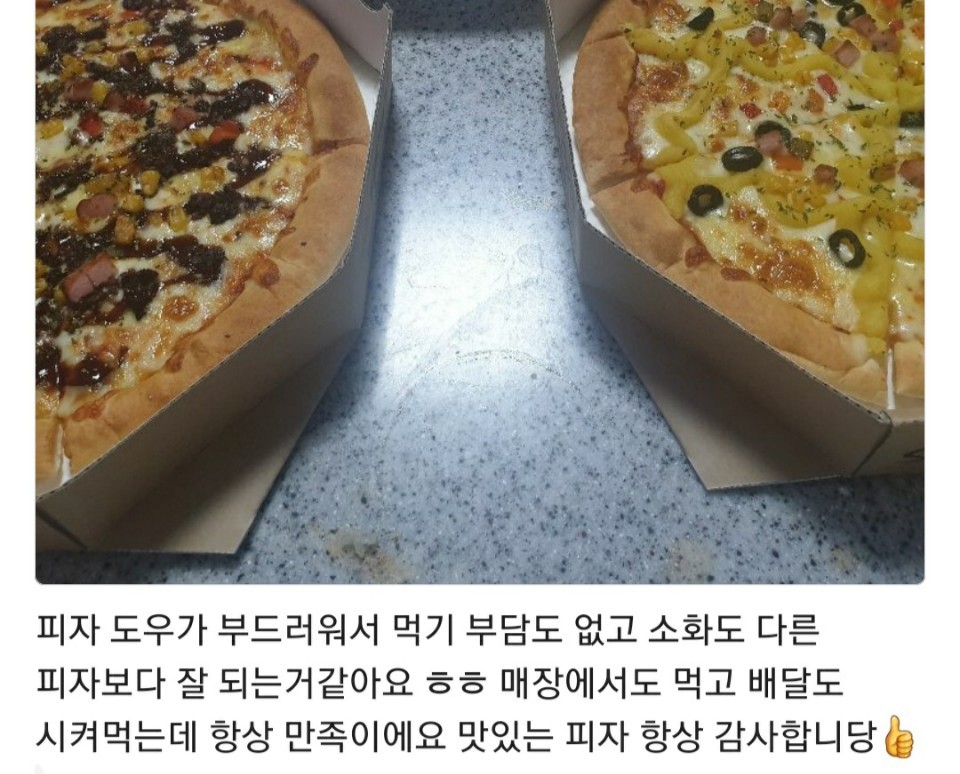 피자 도우가 부드러워서 먹기 부담도 없고 소화도 다른
피자보다 잘 되는거같아요 ㅎㅎ 매장에서도 먹고 배달도
시켜먹는데 항상 만족이에요 맛있는 피자 항상 감사합니당👍